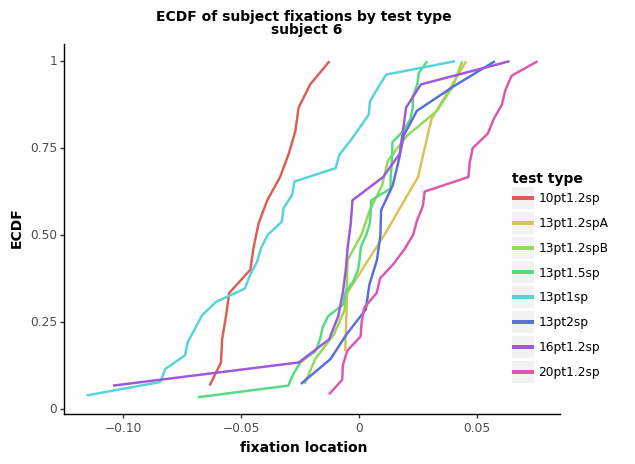 ECDF of subject fixations by test type
subject 6
1
0.75
0.50
0.25
0
ECDF
−0.10
−0.05
0
0.05
fixation location
test type
10pt1.2sp
13pt1.2spA
13pt1.2spB
13pt1.5sp
13pt1sp
13pt2sp
16pt1.2sp
20pt1.2sp